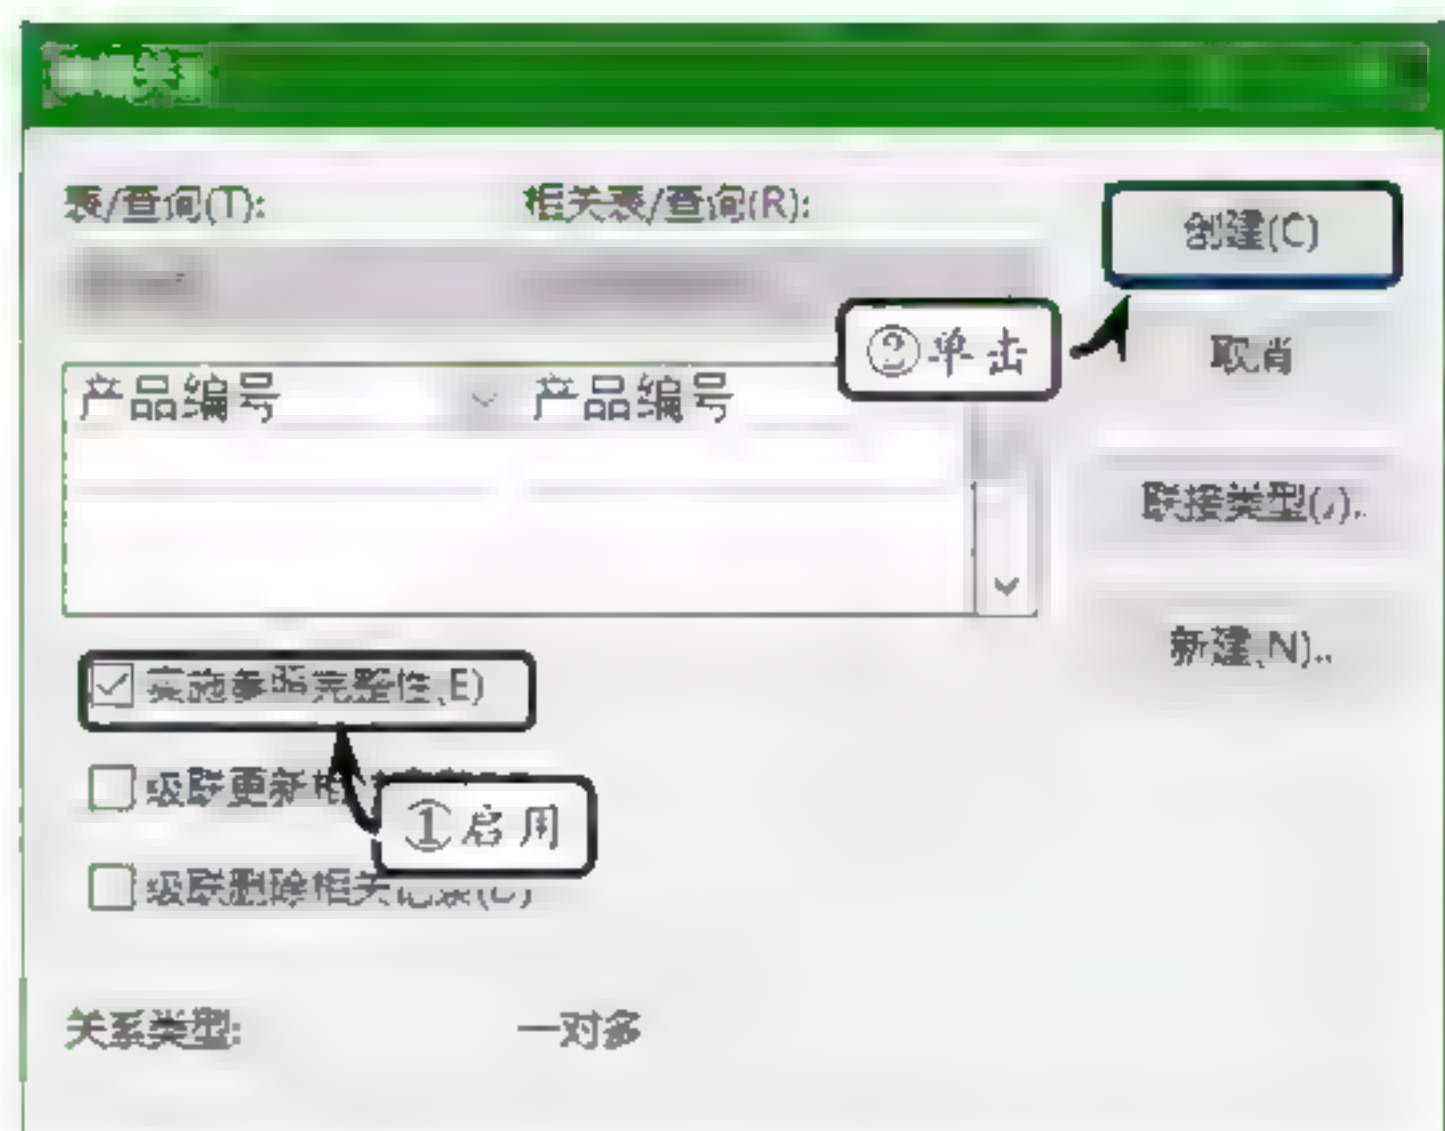 表/查询(T):
相关表/查询(R):
创建(C)
②单击
取消
产品编号
产品编号
联接类型(J)..
实施参照完整性(E)
新建(N)..
级联更新相
①启用
级联删除相关记录(D)
关系类型:
一对多